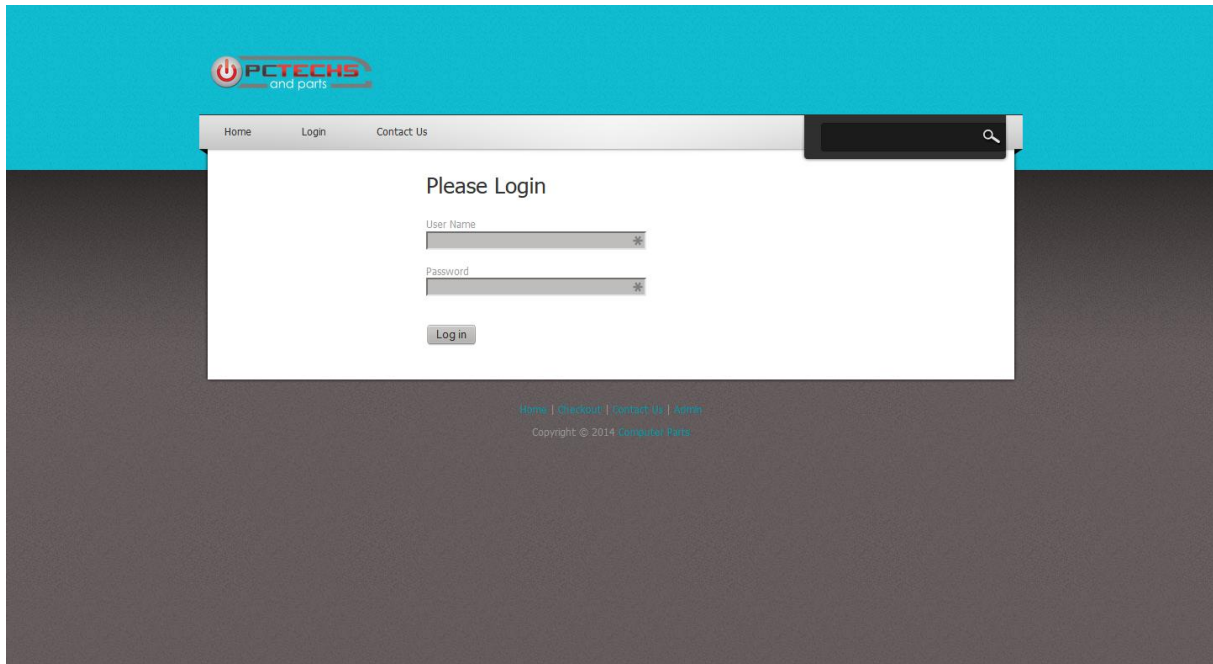 PCTECHS
and parts
Home Login Contact Us
Please Login
User Name
Password
Log in
Home | Checkout | Contact Us | Admin
Copyright © 2014 Computer Parts